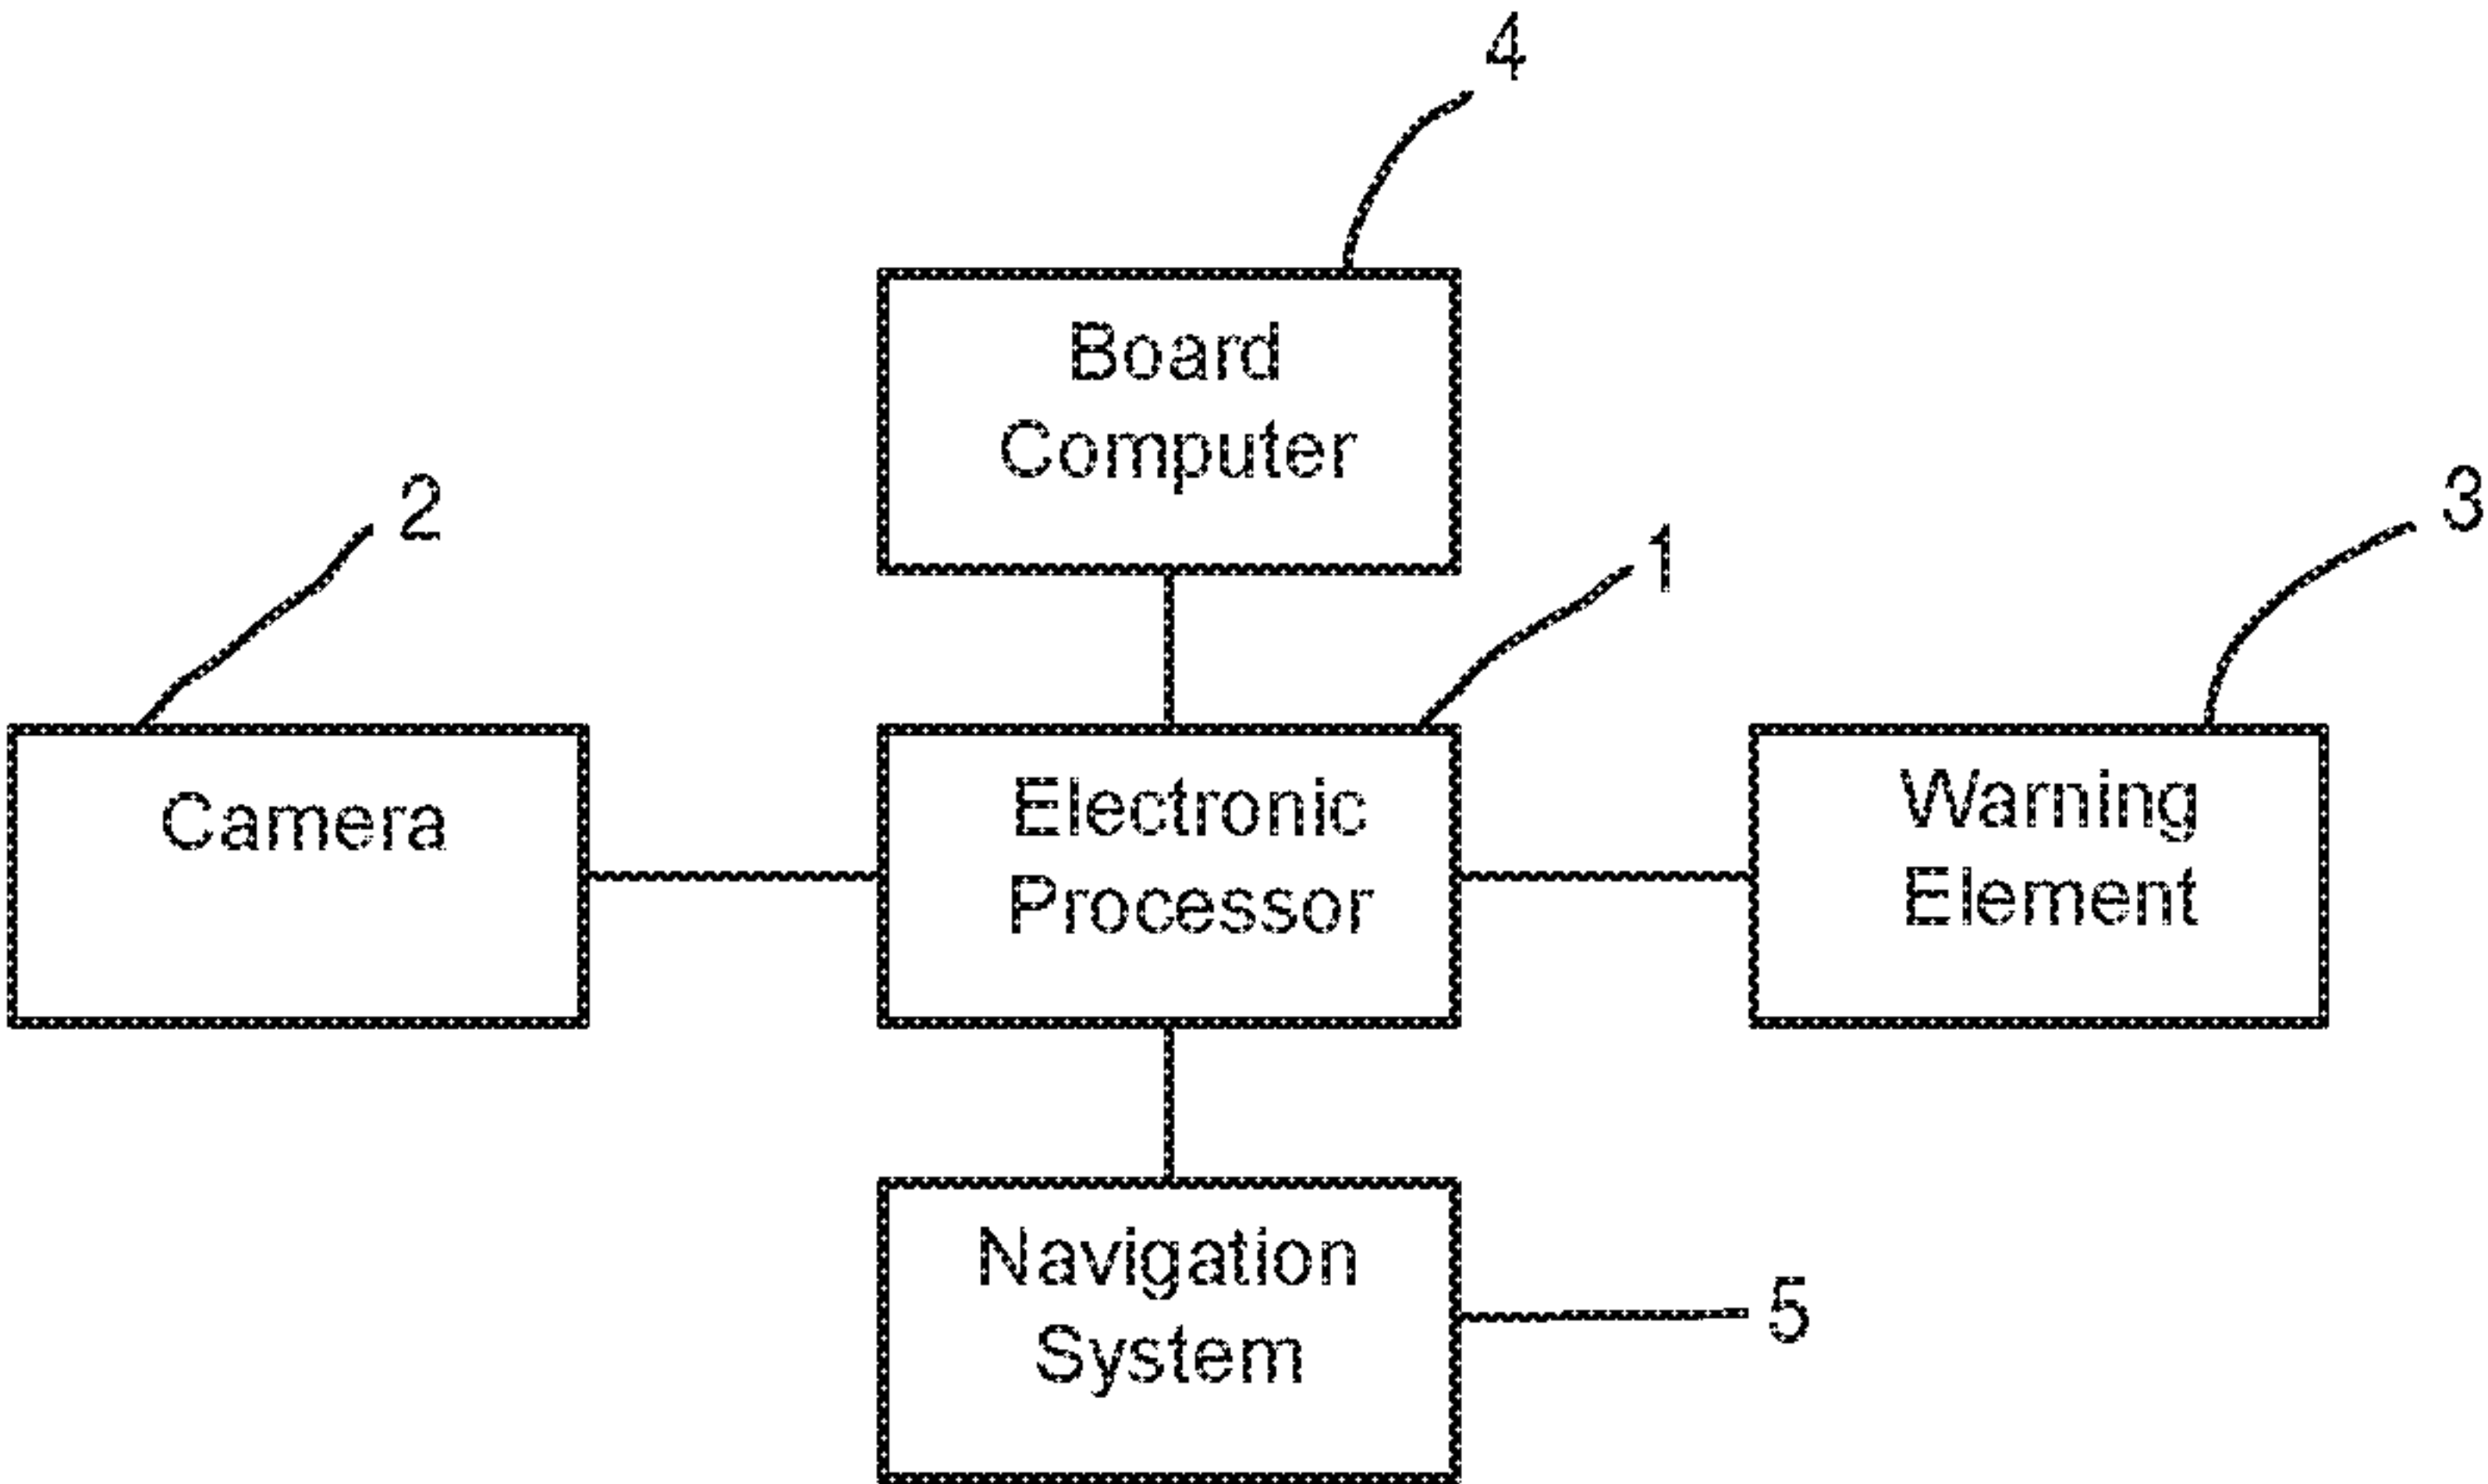 4
Board
Computer
2
3
1
Camera
Electronic
Processor
Warning
Element
Navigation
System
5